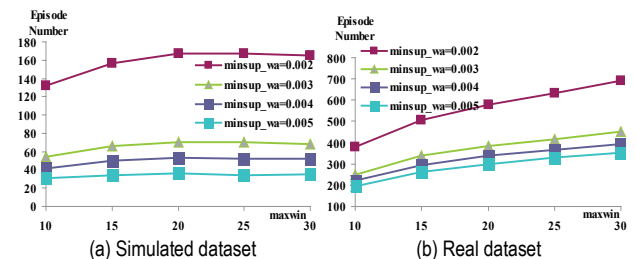 Episode
Number
180
160
140
120
100
80
60
40
20
0
minsup_wa=0.002
minsup_wa=0.003
minsup_wa=0.004
minsup_wa=0.005
maxwin
10 15 20 25 30
(a) Simulated dataset
Episode
Number
800
700
600
500
400
300
200
100
minsup_wa=0.002
minsup_wa=0.003
minsup_wa=0.004
minsup_wa=0.005
maxwin
10 15 20 25 30
(b) Real dataset